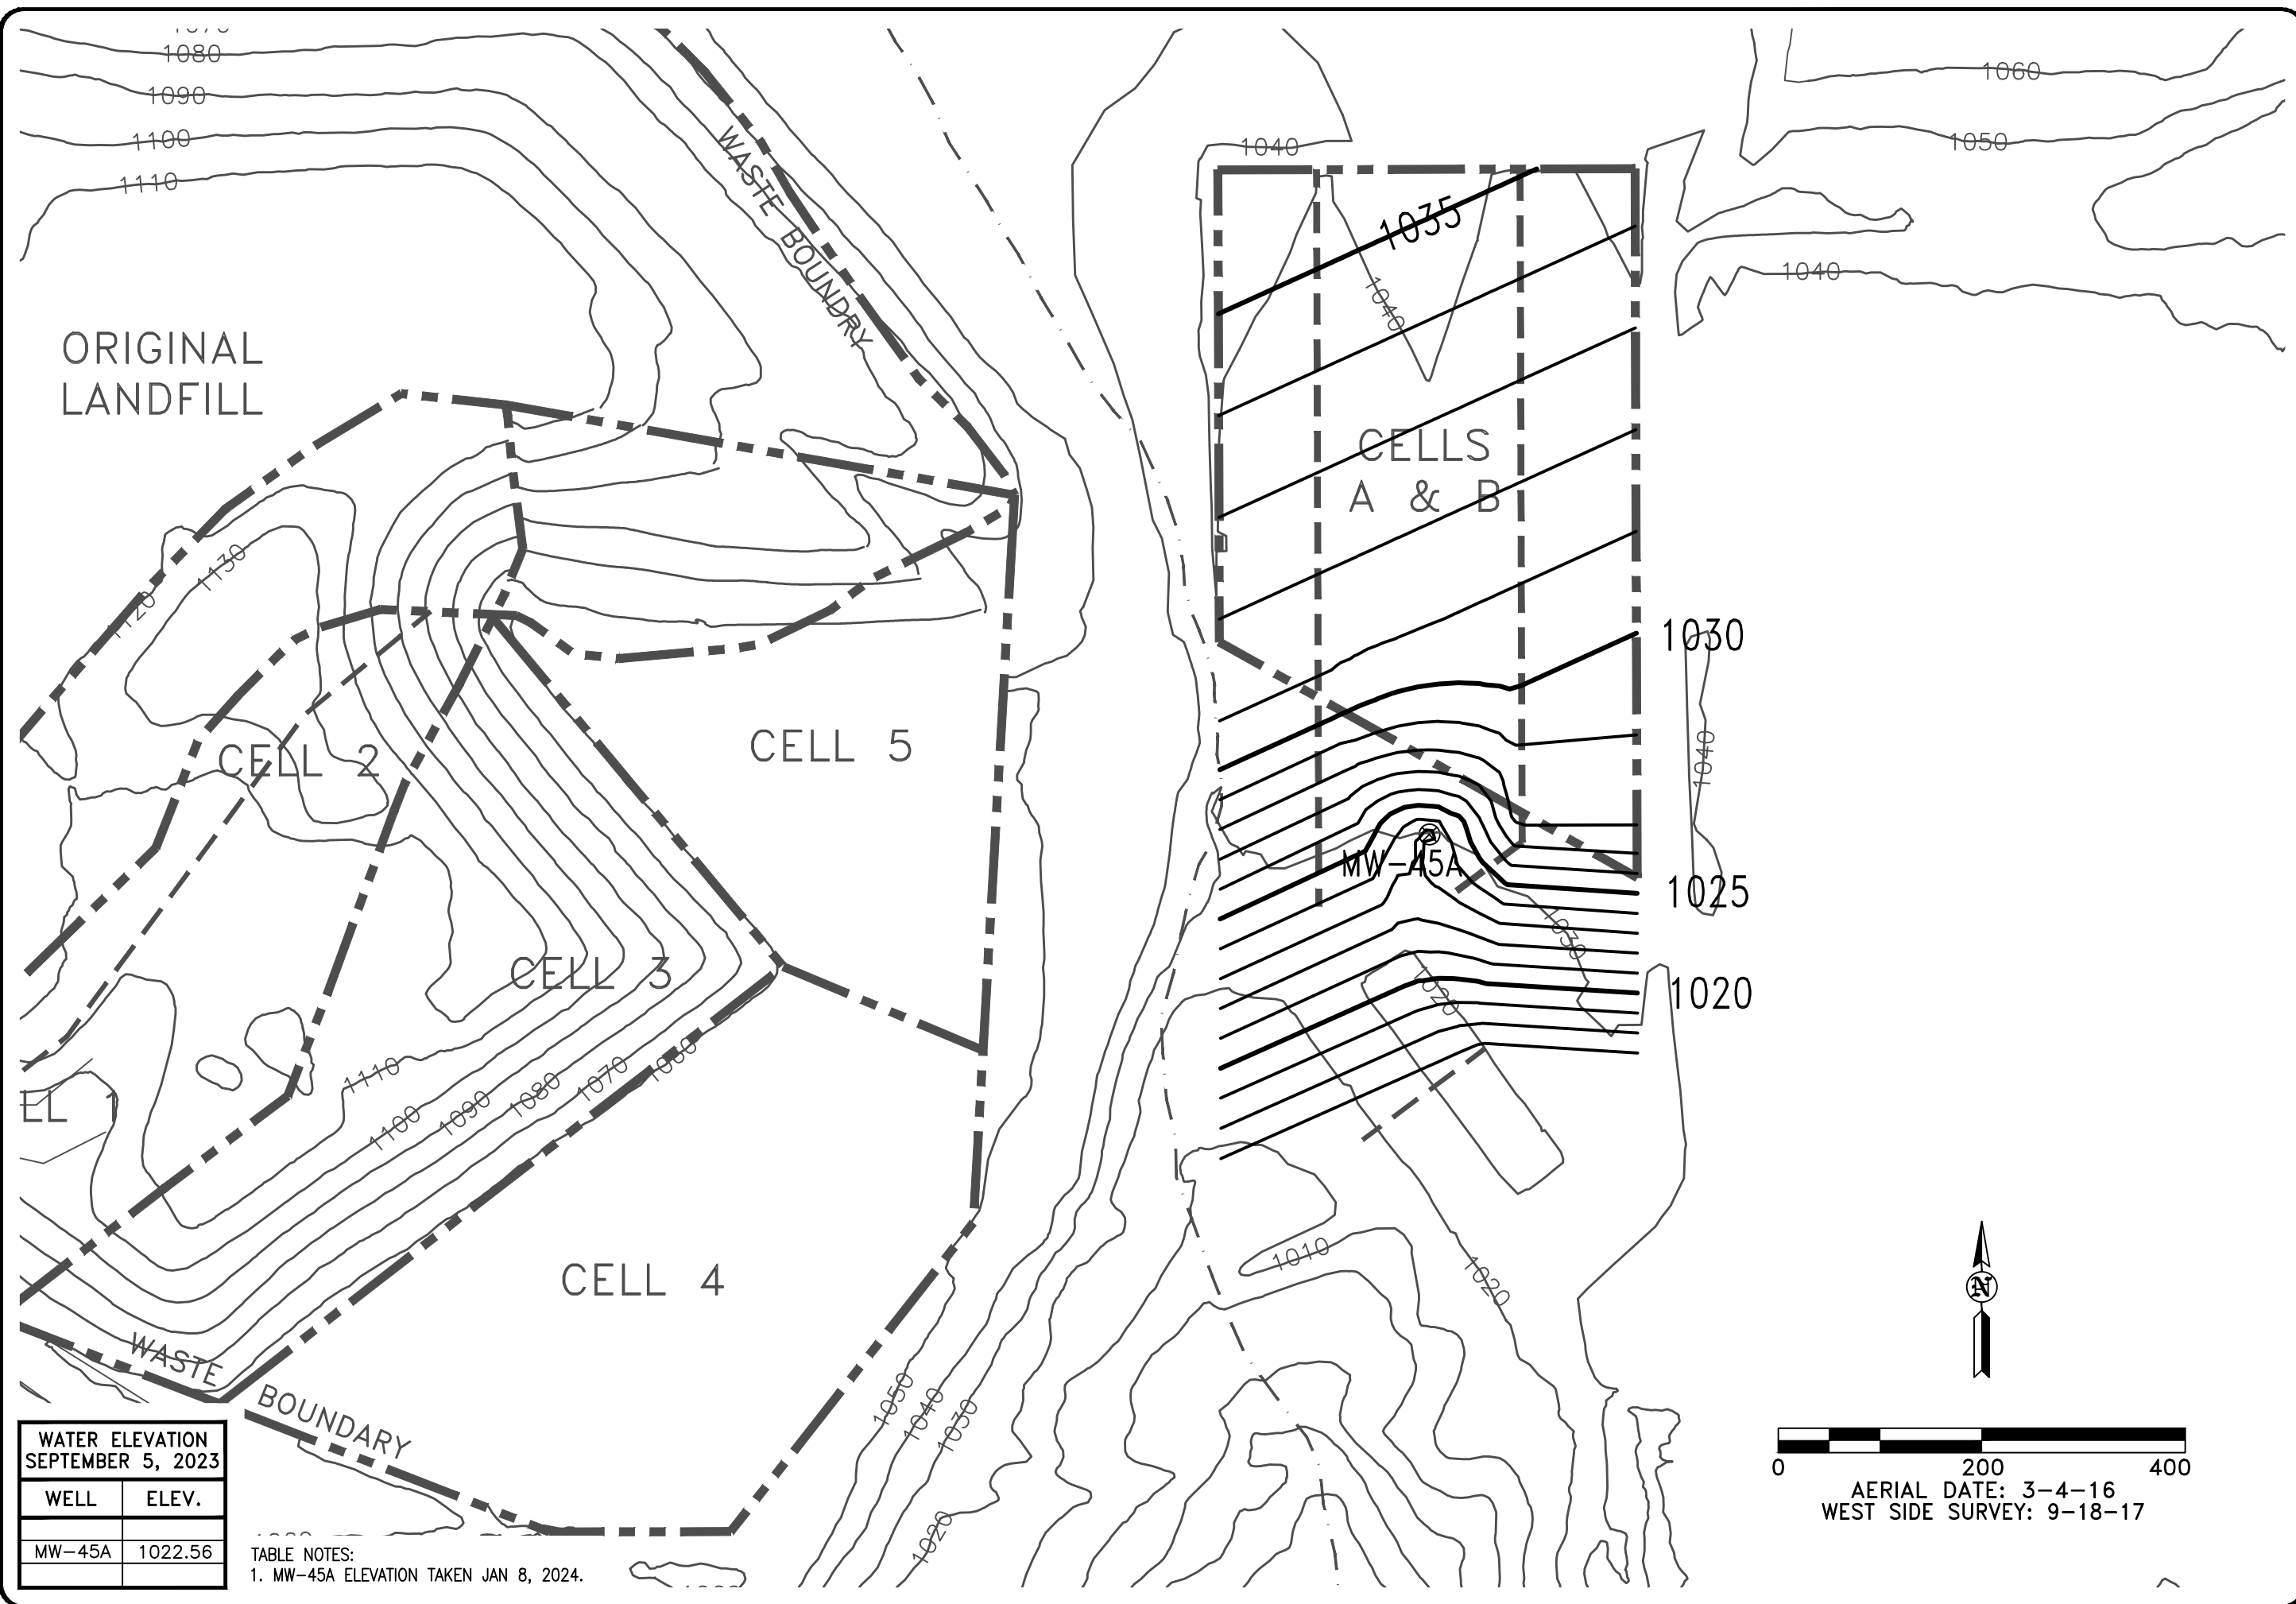 1080
1090
1100
1110
1060
1050
1040
1040
1040
1040
WASTE BOUNDRY
1035
ORIGINAL
LANDFILL
CELLS
A & B
1130
1120
1030
CELL 2
CELL 5
MW-45A
1025
1030
CELL 3
1020
1020
1110
1100
1090
1080
1070
LL 1
CELL 4
1010
1020
N
WASTE
BOUNDARY
1050
1040
1030
1020
WATER ELEVATION
SEPTEMBER 5, 2023
WELL ELEV.
MW-45A 1022.56
TABLE NOTES:
1. MW-45A ELEVATION TAKEN JAN 8, 2024.
0 200 400
AERIAL DATE: 3-4-16
WEST SIDE SURVEY: 9-18-17